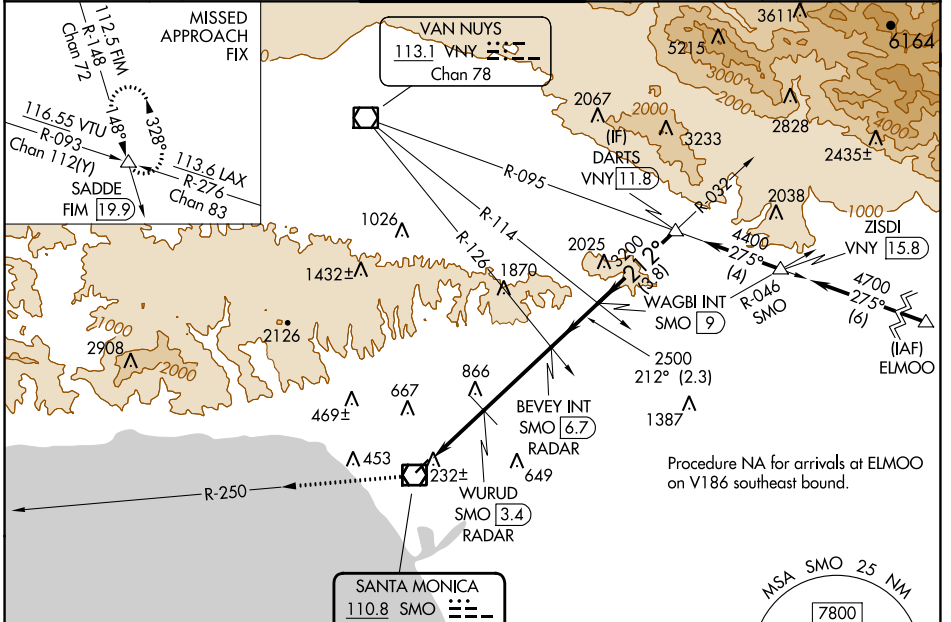 MISSED
APPROACH
FIX
112.5 FIM
R-148
Chan 72
148°
328°
116.55 VTU
R-093
Chan 112(Y)
113.6 LAX
R-276
Chan 83
SADDE
FIM 19.9
VAN NUYS
113.1 VNY
Chan 78
3611
6164
5215
3000
2000
2828
4000
2435±
2067
2000
3233
(IF)
DARTS
VNY 11.8
R-095
R-032
2038
1000
ZISDI
VNY 15.8
4400
275°
(4)
4700
275°
(6)
R-046
SMO
(IAF)
ELMOO
R-114
R-126
1026
1432±
1870
2025
3200
212°
(3.8)
WAGBI INT
SMO 9
2500
212° (2.3)
1000
2126
2908
2000
866
667
469±
BEVEY INT
SMO 6.7
RADAR
1387
453
232±
649
WURUD
SMO 3.4
RADAR
R-250
Procedure NA for arrivals at ELMOO
on V186 southeast bound.
SANTA MONICA
110.8 SMO
MSA SMO 25 NM
7800